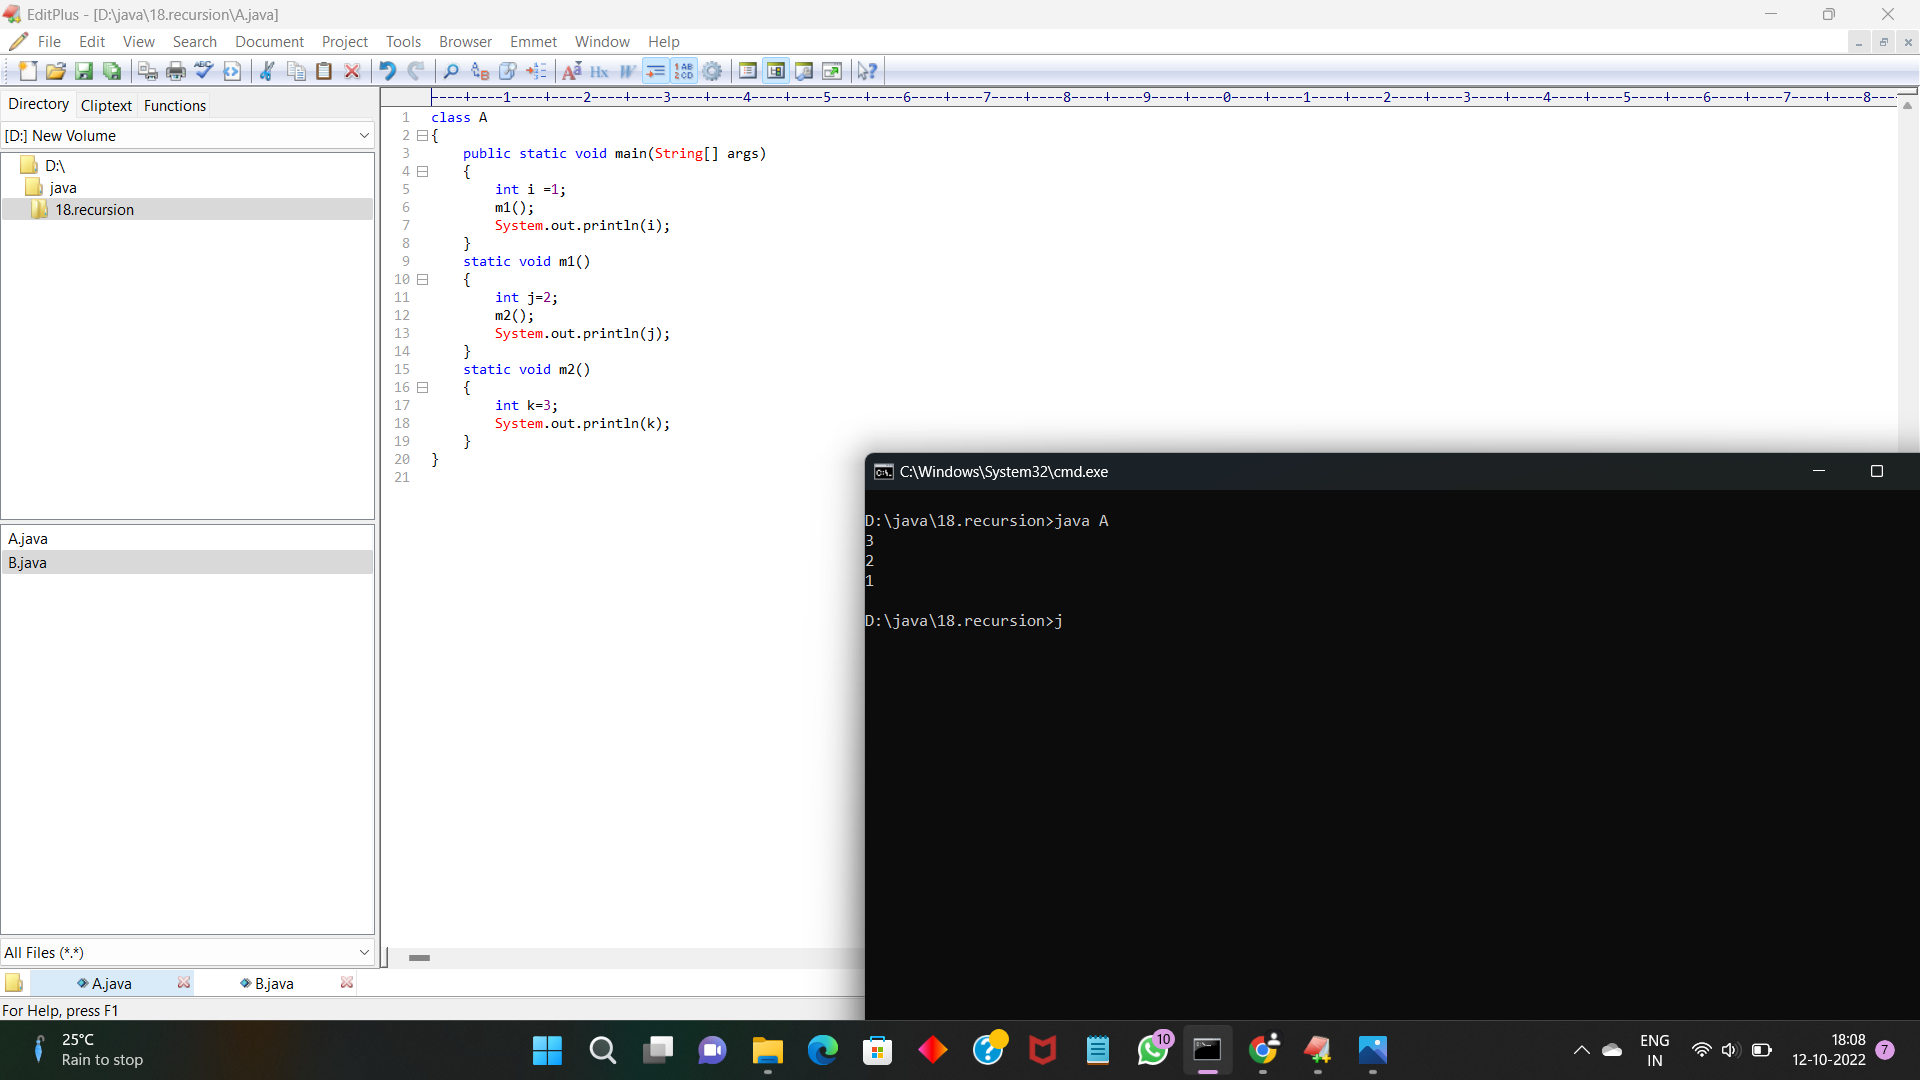 EditPlus - [D:\java\18.recursion\A.java]
File Edit View Search Document Project Tools Browser Emmet Window Help
Directory Cliptext Functions
[D:] New Volume
D:\
java
18.recursion
A.java
B.java
All Files (*.*)
----+----1----+----2----+----3----+----4----+----5----+----6----+----7----+----8----+----9----+----0----+----1----+----2----+----3----+----4----+----5----+----6----+----7----+----8---
1 class A
2 {
3 public static void main(String[] args)
4 {
5 int i =1;
6 m1();
7 System.out.println(i);
8 }
9 static void m1()
10 {
11 int j=2;
12 m2();
13 System.out.println(j);
14 }
15 static void m2()
16 {
17 int k=3;
18 System.out.println(k);
19 }
20 }
21
C:\Windows\System32\cmd.exe
D:\java\18.recursion>java A
3
2
1
D:\java\18.recursion>j
A.java B.java
For Help, press F1
25°C
Rain to stop
10
ENG
IN
18:08
12-10-2022
7